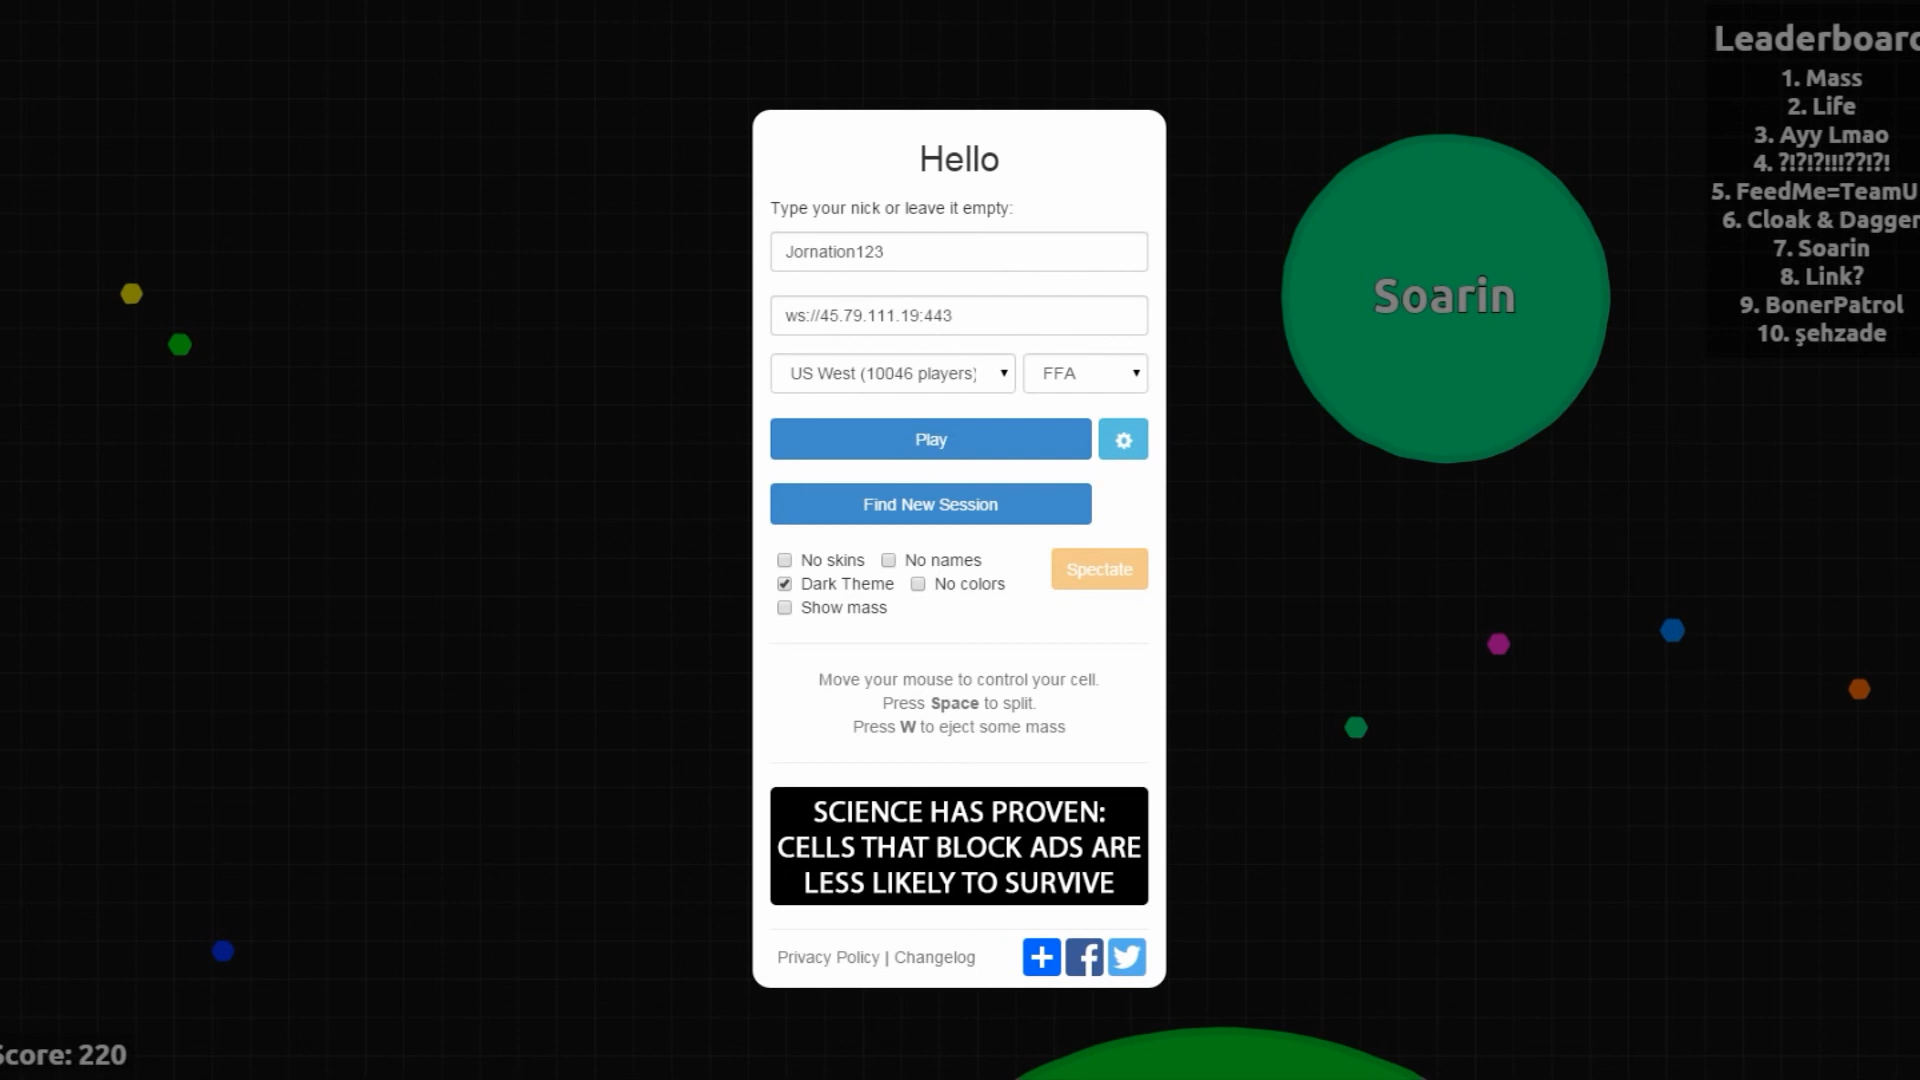 Hello
Type your nick or leave it empty:
Jornation123
ws://45.79.111.19:443
US West (10046 players)
FFA
Play
Find New Session
No skins
No names
Dark Theme
No colors
Show mass
Spectate
Move your mouse to control your cell.
Press Space to split.
Press W to eject some mass
SCIENCE HAS PROVEN:
CELLS THAT BLOCK ADS ARE
LESS LIKELY TO SURVIVE
Privacy Policy | Changelog
Soarin
Leaderboard
1. Mass
2. Life
3. Ayy Lmao
4. ?!?!?!!!??!?!
5. FeedMe=TeamU
6. Cloak & Dagger
7. Soarin
8. Link?
9. BonerPatrol
10. şehzade
Score: 220